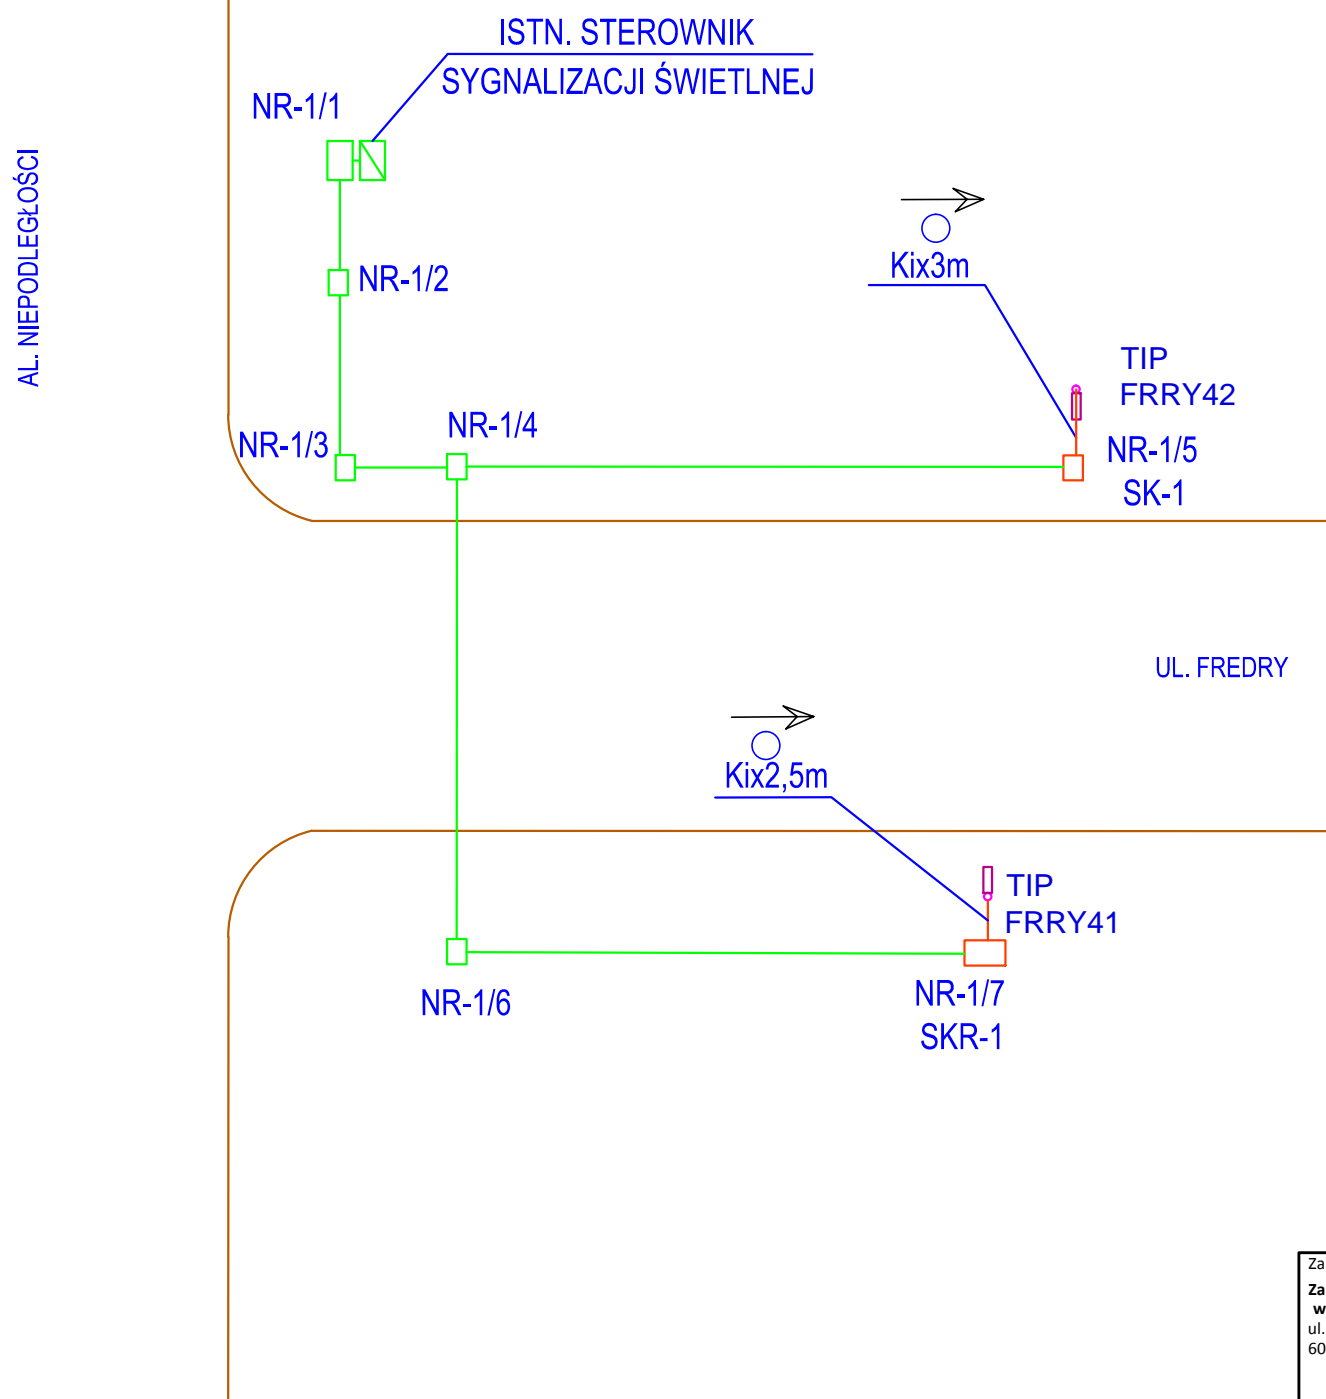 ISTN. STEROWNIK
SYGNALIZACJI ŚWIETLNEJ
NR-1/1
AL. NIEPODLEGŁOŚCI
NR-1/2
Kix3m
TIP
FRRY42
NR-1/3
NR-1/4
NR-1/5
SK-1
UL. FREDRY
Kix2,5m
TIP
FRRY41
NR-1/6
NR-1/7
SKR-1
Za
Za
w
ul.
60